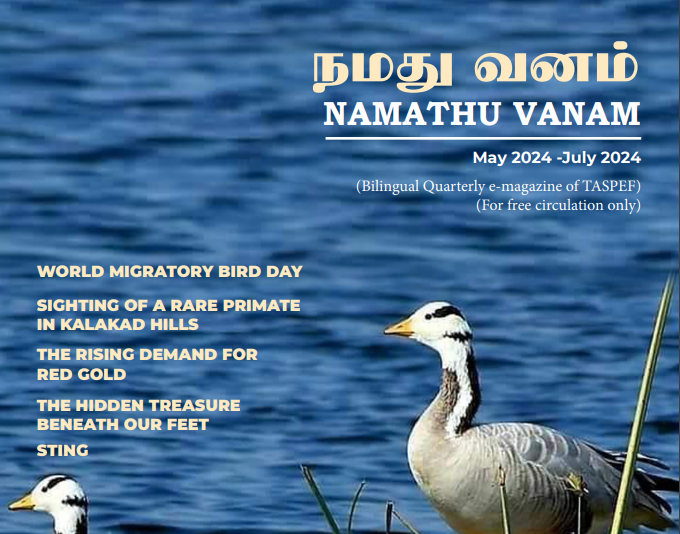 நமது வனம்
NAMATHU VANAM
May 2024 -July 2024
(Bilingual Quarterly e-magazine of TASPEF)
(For free circulation only)
WORLD MIGRATORY BIRD DAY
SIGHTING OF A RARE PRIMATE
IN KALAKAD HILLS
THE RISING DEMAND FOR
RED GOLD
THE HIDDEN TREASURE
BENEATH OUR FEET
STING